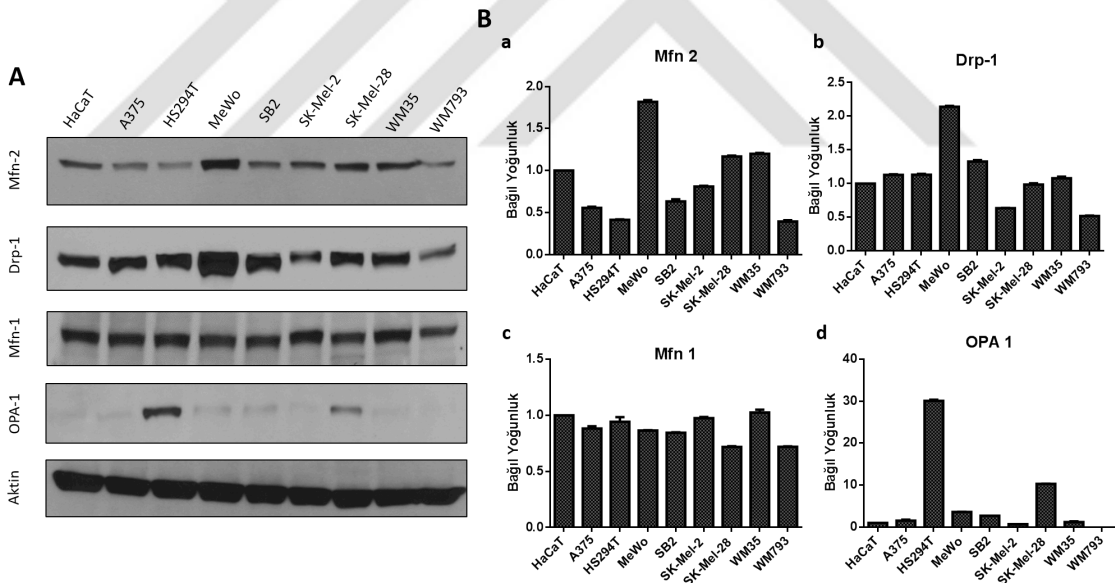 A
HaCaT
A375
HS294T
MeWo
SB2
SK-Mel-2
SK-Mel-28
WM35
WM793
Mfn-2
Drp-1
Mfn-1
OPA-1
Aktin
B
a
Mfn 2
Bağıl Yoğunluk
2.0
1.5
1.0
0.5
0.0
HaCaT
A375
HS294T
MeWo
SB2
SK-Mel-2
SK-Mel-28
WM35
WM793
b
Drp-1
Bağıl Yoğunluk
2.5
2.0
1.5
1.0
0.5
0.0
HaCaT
A375
HS294T
MeWo
SB2
SK-Mel-2
SK-Mel-28
WM35
WM793
c
Mfn 1
Bağıl Yoğunluk
1.5
1.0
0.5
0.0
HaCaT
A375
HS294T
MeWo
SB2
SK-Mel-2
SK-Mel-28
WM35
WM793
d
OPA 1
Bağıl Yoğunluk
40
30
20
10
0
HaCaT
A375
HS294T
MeWo
SB2
SK-Mel-2
SK-Mel-28
WM35
WM793